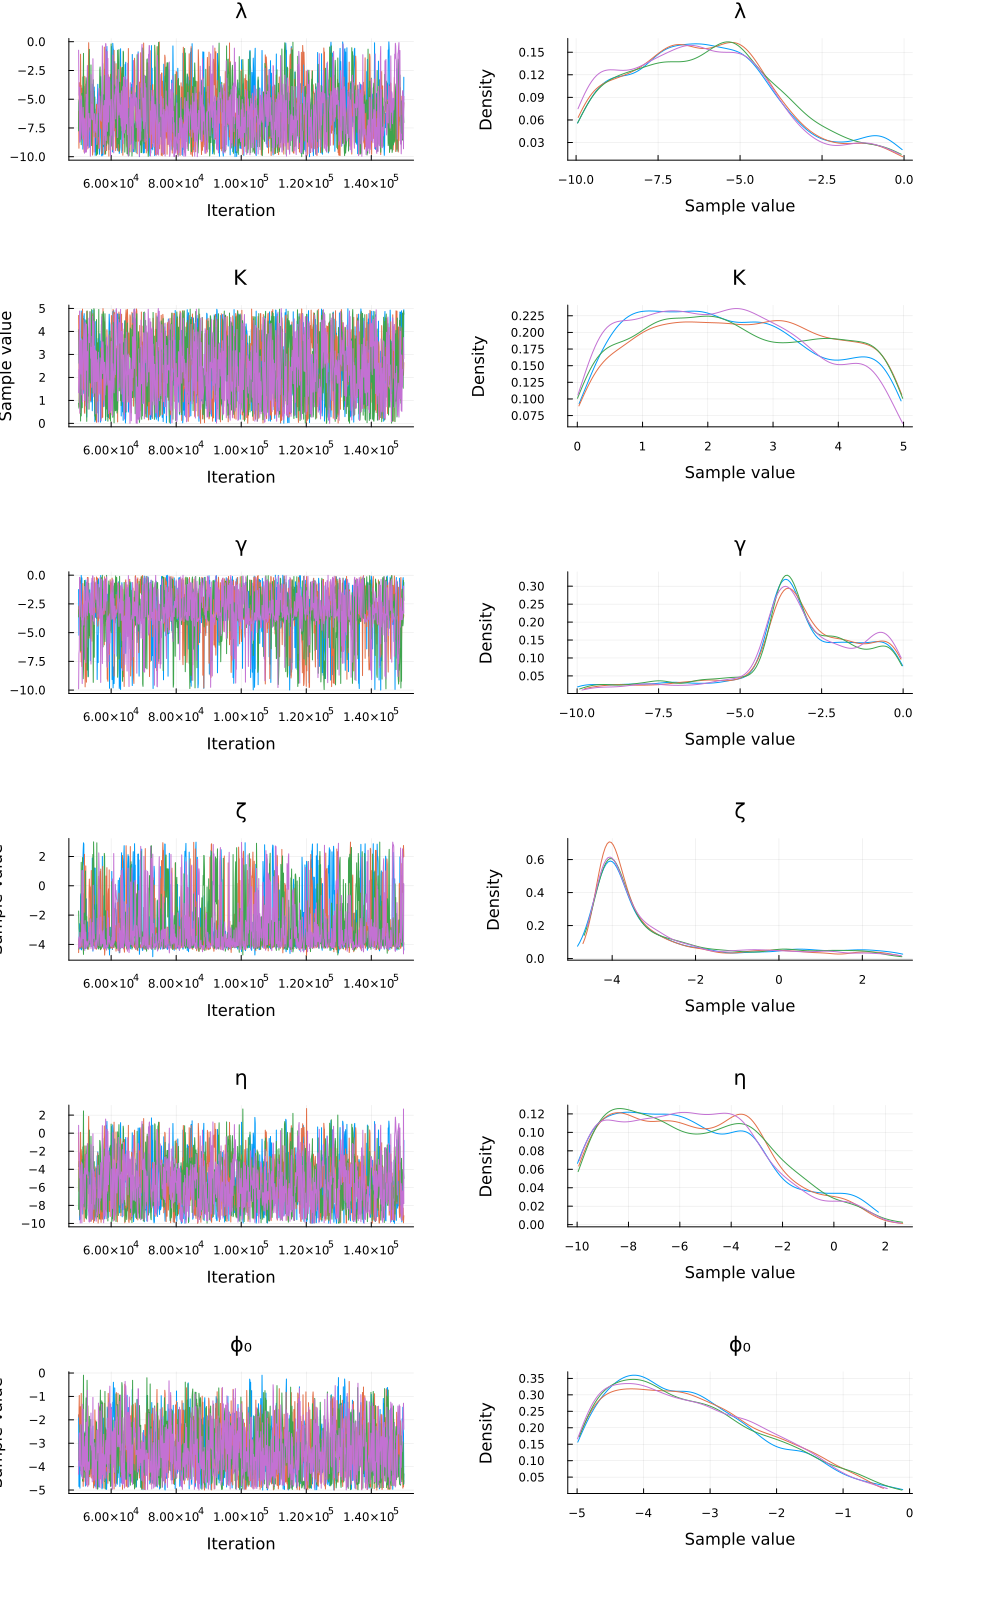 λ λ
0.0
−2.5
−5.0
−7.5
−10.0
6.00×10⁴ 8.00×10⁴ 1.00×10⁵ 1.20×10⁵ 1.40×10⁵
Iteration
Density
0.15
0.12
0.09
0.06
0.03
−10.0 −7.5 −5.0 −2.5 0.0
Sample value
K K
Sample value
5
4
3
2
1
0
6.00×10⁴ 8.00×10⁴ 1.00×10⁵ 1.20×10⁵ 1.40×10⁵
Iteration
Density
0.225
0.200
0.175
0.150
0.125
0.100
0.075
0 1 2 3 4 5
Sample value
γ γ
0.0
−2.5
−5.0
−7.5
−10.0
6.00×10⁴ 8.00×10⁴ 1.00×10⁵ 1.20×10⁵ 1.40×10⁵
Iteration
Density
0.30
0.25
0.20
0.15
0.10
0.05
−10.0 −7.5 −5.0 −2.5 0.0
Sample value
ζ ζ
2
0
−2
−4
6.00×10⁴ 8.00×10⁴ 1.00×10⁵ 1.20×10⁵ 1.40×10⁵
Iteration
Density
0.6
0.4
0.2
0.0
−4 −2 0 2
Sample value
η η
2
0
−2
−4
−6
−8
−10
6.00×10⁴ 8.00×10⁴ 1.00×10⁵ 1.20×10⁵ 1.40×10⁵
Iteration
Density
0.12
0.10
0.08
0.06
0.04
0.02
0.00
−10 −8 −6 −4 −2 0 2
Sample value
ϕ₀ ϕ₀
0
−1
−2
−3
−4
−5
6.00×10⁴ 8.00×10⁴ 1.00×10⁵ 1.20×10⁵ 1.40×10⁵
Iteration
Density
0.35
0.30
0.25
0.20
0.15
0.10
0.05
−5 −4 −3 −2 −1 0
Sample value